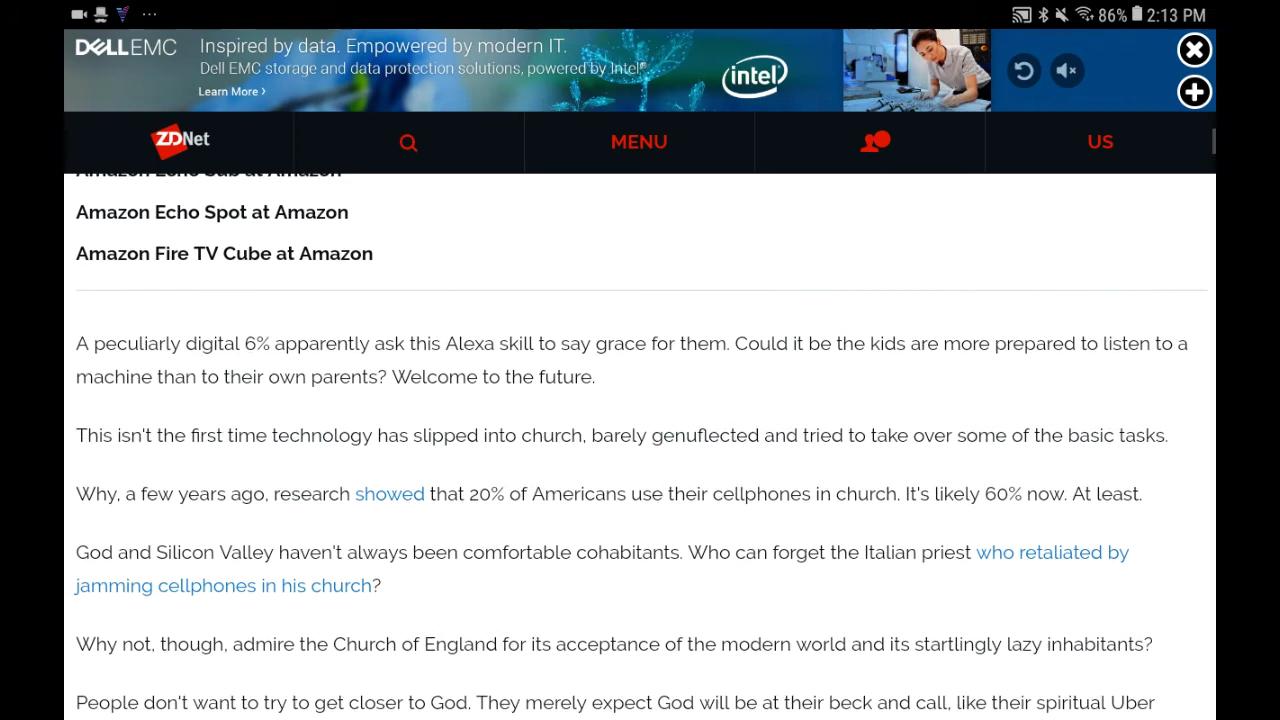 86% 2:13 PM
DELLEMC
Inspired by data. Empowered by modern IT.
Dell EMC storage and data protection solutions, powered by Intel®
Learn More ›
intel
ZDNet
MENU
US
Amazon Echo Sub at Amazon
Amazon Echo Spot at Amazon
Amazon Fire TV Cube at Amazon
A peculiarly digital 6% apparently ask this Alexa skill to say grace for them. Could it be the kids are more prepared to listen to a
machine than to their own parents? Welcome to the future.
This isn't the first time technology has slipped into church, barely genuflected and tried to take over some of the basic tasks.
Why, a few years ago, research showed that 20% of Americans use their cellphones in church. It's likely 60% now. At least.
God and Silicon Valley haven't always been comfortable cohabitants. Who can forget the Italian priest who retaliated by
jamming cellphones in his church?
Why not, though, admire the Church of England for its acceptance of the modern world and its startlingly lazy inhabitants?
People don't want to try to get closer to God. They merely expect God will be at their beck and call, like their spiritual Uber